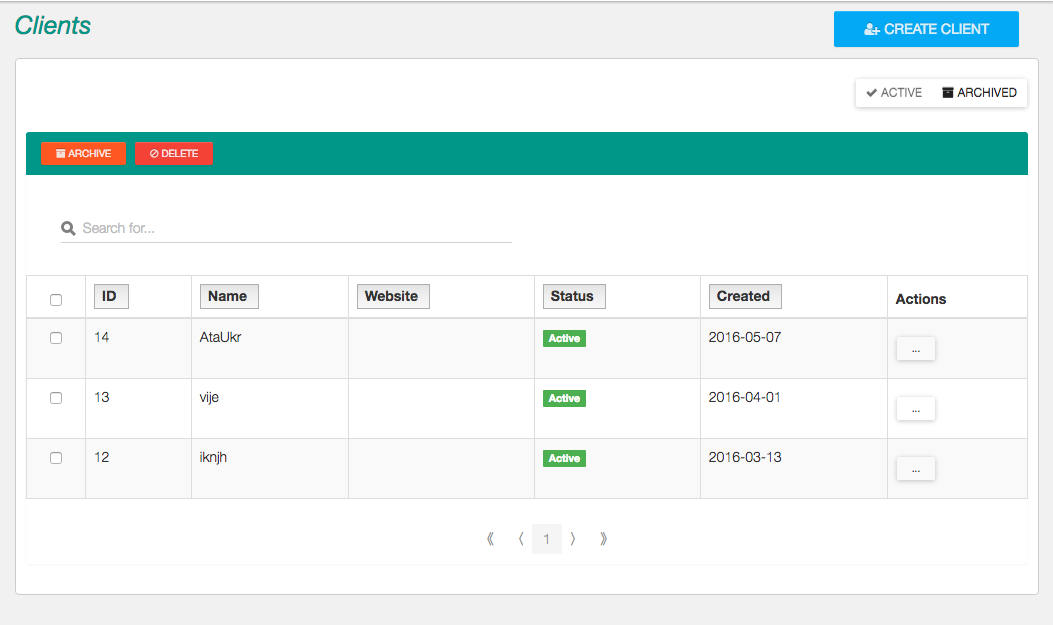 Clients
CREATE CLIENT
ACTIVE ARCHIVED
ARCHIVE DELETE
Search for...
ID Name Website Status Created Actions
14 AtaUkr Active 2016-05-07 ...
13 vije Active 2016-04-01 ...
12 iknjh Active 2016-03-13 ...
⟪ ⟨ 1 ⟩ ⟫